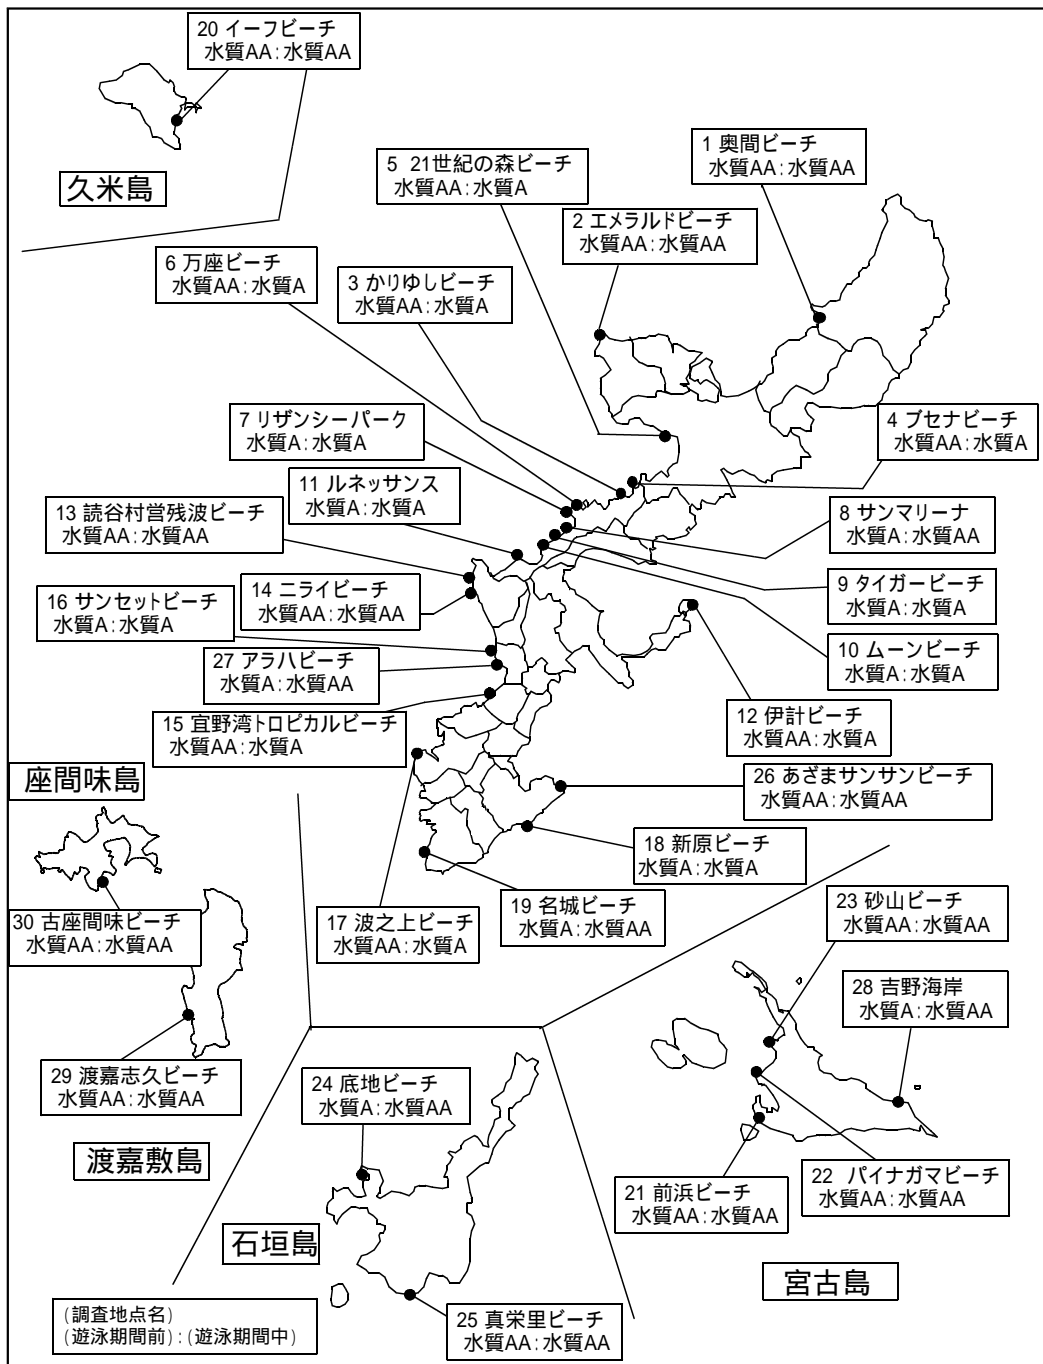 20 イーフビーチ
水質AA:水質AA
久米島
1 奥間ビーチ
水質AA:水質AA
5 21世紀の森ビーチ
水質AA:水質A
2 エメラルドビーチ
水質AA:水質AA
6 万座ビーチ
水質AA:水質A
3 かりゆしビーチ
水質AA:水質A
7 リザンシーパーク
水質A:水質A
4 ブセナビーチ
水質AA:水質A
11 ルネッサンス
水質A:水質A
13 読谷村営残波ビーチ
水質AA:水質AA
8 サンマリーナ
水質A:水質AA
14 ニライビーチ
水質AA:水質AA
9 タイガービーチ
水質A:水質A
16 サンセットビーチ
水質A:水質A
10 ムーンビーチ
水質A:水質A
27 アラハビーチ
水質A:水質AA
15 宜野湾トロピカルビーチ
水質AA:水質A
12 伊計ビーチ
水質AA:水質A
座間味島
26 あざまサンサンビーチ
水質AA:水質AA
18 新原ビーチ
水質A:水質A
30 古座間味ビーチ
水質AA:水質AA
17 波之上ビーチ
水質AA:水質A
19 名城ビーチ
水質A:水質AA
23 砂山ビーチ
水質AA:水質AA
28 吉野海岸
水質A:水質AA
29 渡嘉志久ビーチ
水質AA:水質AA
24 底地ビーチ
水質A:水質AA
渡嘉敷島
22 パイナガマビーチ
水質AA:水質AA
21 前浜ビーチ
水質AA:水質AA
石垣島
宮古島
25 真栄里ビーチ
水質AA:水質AA
(調査地点名)
(遊泳期間前):(遊泳期間中)